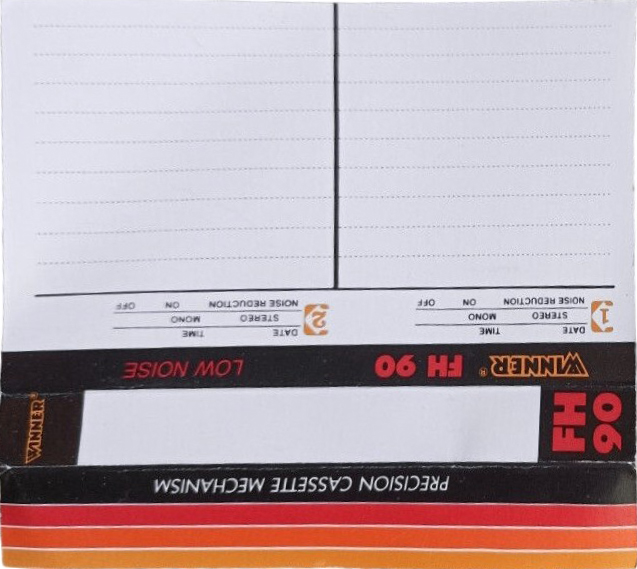 PRECISION CASSETTE MECHANISM
FH
90
WINNER®
WINNER® FH 90 LOW NOISE
1 DATE TIME
STEREO MONO
NOISE REDUCTION ON OFF
2 DATE TIME
STEREO MONO
NOISE REDUCTION ON OFF